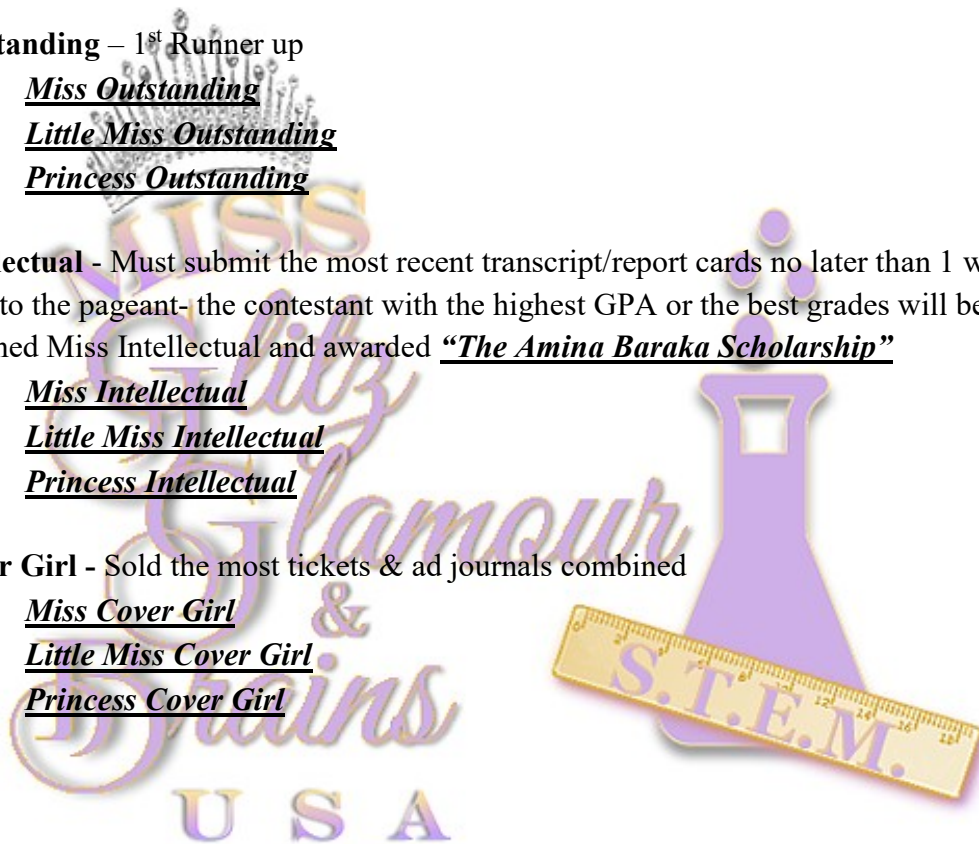 tanding – 1st Runner up
Miss Outstanding
Little Miss Outstanding
Princess Outstanding
MISS
lectual - Must submit the most recent transcript/report cards no later than 1 w
to the pageant- the contestant with the highest GPA or the best grades will be
ned Miss Intellectual and awarded “The Amina Baraka Scholarship”
Miss Intellectual
Little Miss Intellectual
Princess Intellectual
Glitz
Glamour
r Girl - Sold the most tickets & ad journals combined
Miss Cover Girl
Little Miss Cover Girl
Princess Cover Girl
&
Brains
USA
S.T.E.M.